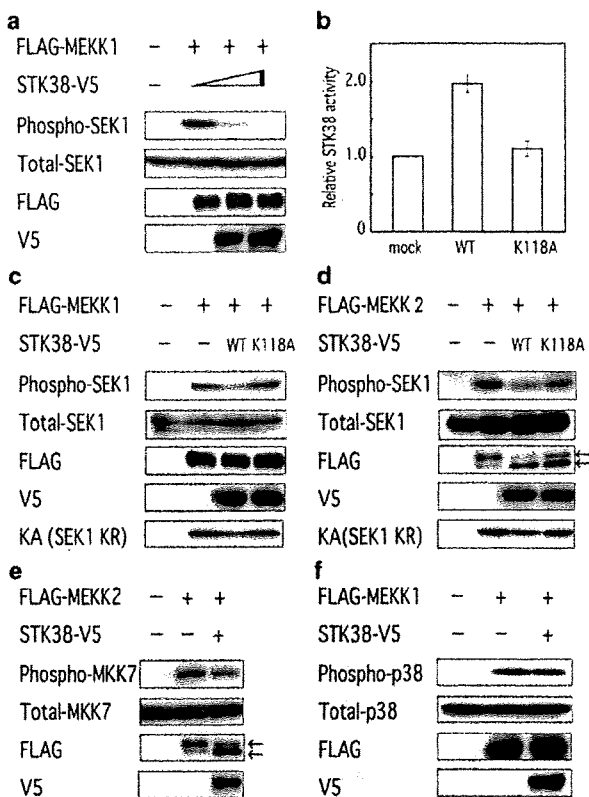 a
FLAG-MEKK1 – + + +
STK38-V5 –
Phospho-SEK1
Total-SEK1
FLAG
V5
b
Relative STK38 activity
2.0
1.0
0
mock WT K118A
c
FLAG-MEKK1 – + + +
STK38-V5 – – WT K118A
Phospho-SEK1
Total-SEK1
FLAG
V5
KA (SEK1 KR)
d
FLAG-MEKK2 – + + +
STK38-V5 – – WT K118A
Phospho-SEK1
Total-SEK1
FLAG
V5
KA(SEK1 KR)
e
FLAG-MEKK2 – + +
STK38-V5 – – +
Phospho-MKK7
Total-MKK7
FLAG
V5
f
FLAG-MEKK1 – + +
STK38-V5 – – +
Phospho-p38
Total-p38
FLAG
V5